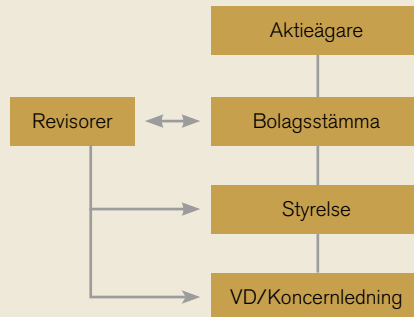 Aktieägare
Revisorer
Bolagsstämma
Styrelse
VD/Koncernledning